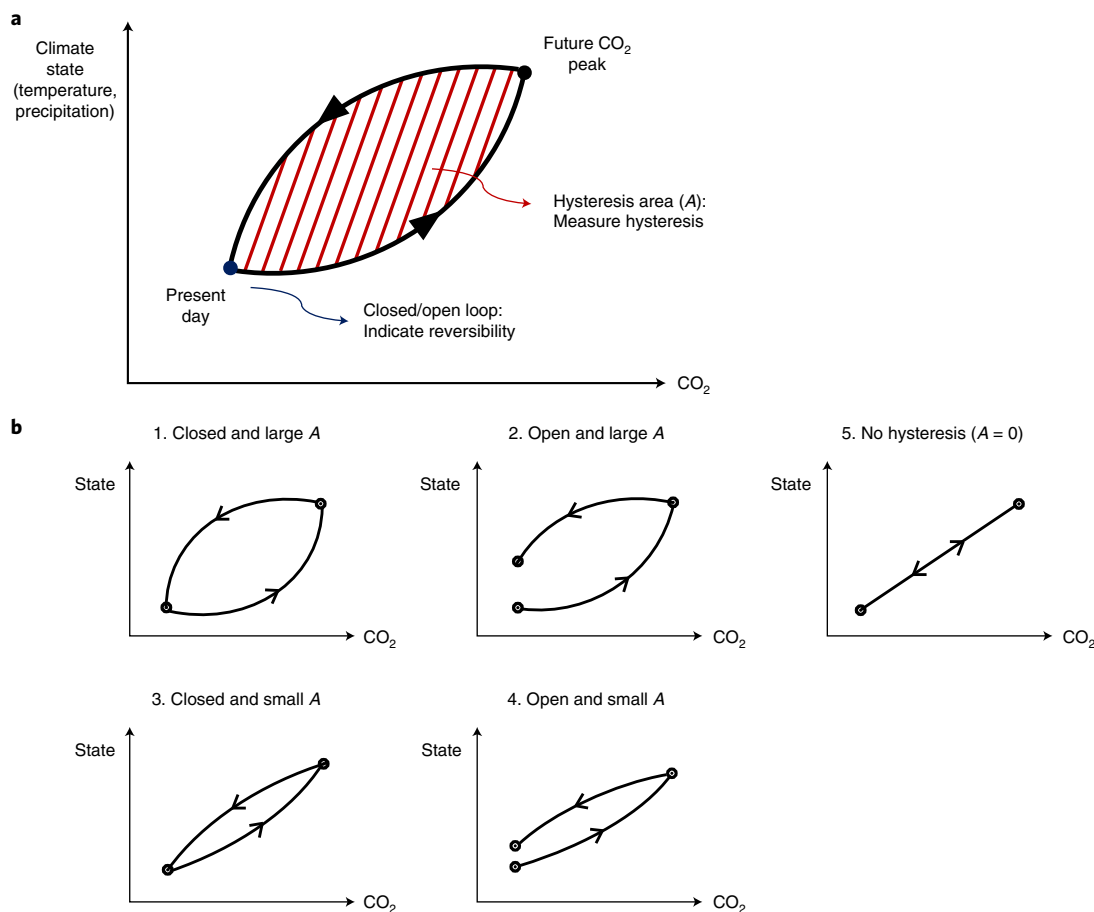 a
Climate
state
(temperature,
precipitation)
Future CO₂
peak
Hysteresis area (A):
Measure hysteresis
Present
day
Closed/open loop:
Indicate reversibility
CO₂
b
1. Closed and large A
2. Open and large A
5. No hysteresis (A = 0)
State
State
State
CO₂
CO₂
CO₂
3. Closed and small A
4. Open and small A
State
State
CO₂
CO₂